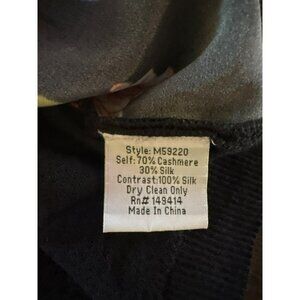 Style: M59220
Self: 70% Cashmere
30% Silk
Contrast: 100% Silk
Dry Clean Only
Rn# 149414
Made In China